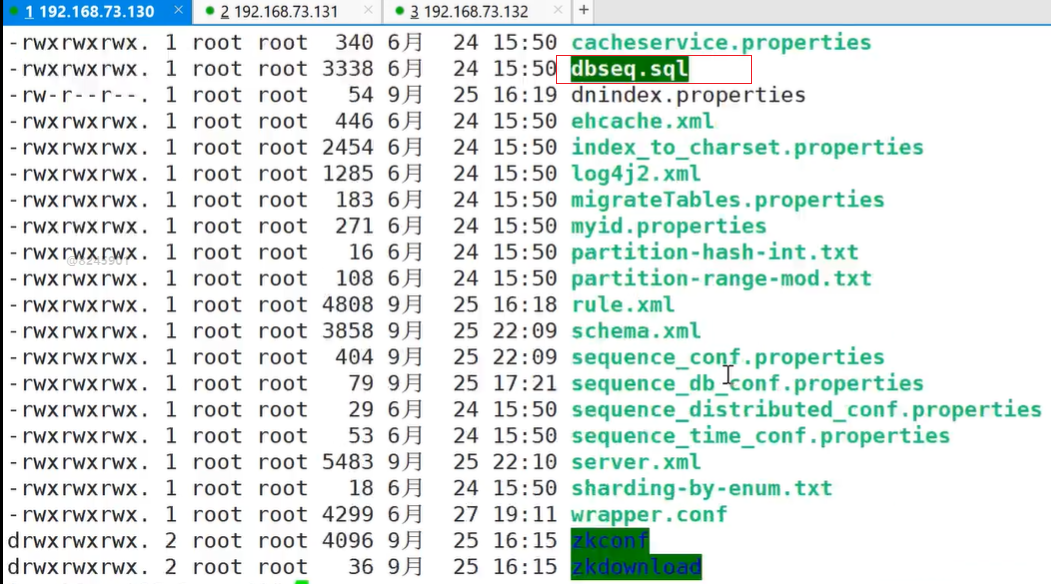 1 192.168.73.130 × 2 192.168.73.131 × 3 192.168.73.132 × +
-rwxrwxrwx. 1 root root 340 6月 24 15:50 cacheservice.properties
-rwxrwxrwx. 1 root root 3338 6月 24 15:50 dbseq.sql
-rw-r--r--. 1 root root 54 9月 25 16:19 dnindex.properties
-rwxrwxrwx. 1 root root 446 6月 24 15:50 ehcache.xml
-rwxrwxrwx. 1 root root 2454 6月 24 15:50 index_to_charset.properties
-rwxrwxrwx. 1 root root 1285 6月 24 15:50 log4j2.xml
-rwxrwxrwx. 1 root root 183 6月 24 15:50 migrateTables.properties
-rwxrwxrwx. 1 root root 271 6月 24 15:50 myid.properties
-rwxrwxrwx. 1 root root 16 6月 24 15:50 partition-hash-int.txt
-rwxrwxrwx. 1 root root 108 6月 24 15:50 partition-range-mod.txt
-rwxrwxrwx. 1 root root 4808 9月 25 16:18 rule.xml
-rwxrwxrwx. 1 root root 3858 9月 25 22:09 schema.xml
-rwxrwxrwx. 1 root root 404 9月 25 22:09 sequence_conf.properties
-rwxrwxrwx. 1 root root 79 9月 25 17:21 sequence_db_conf.properties
-rwxrwxrwx. 1 root root 29 6月 24 15:50 sequence_distributed_conf.properties
-rwxrwxrwx. 1 root root 53 6月 24 15:50 sequence_time_conf.properties
-rwxrwxrwx. 1 root root 5483 9月 25 22:10 server.xml
-rwxrwxrwx. 1 root root 18 6月 24 15:50 sharding-by-enum.txt
-rwxrwxrwx. 1 root root 4299 6月 27 19:11 wrapper.conf
drwxrwxrwx. 2 root root 4096 9月 25 16:15 zkconf
drwxrwxrwx. 2 root root 36 9月 25 16:15 zkdownload